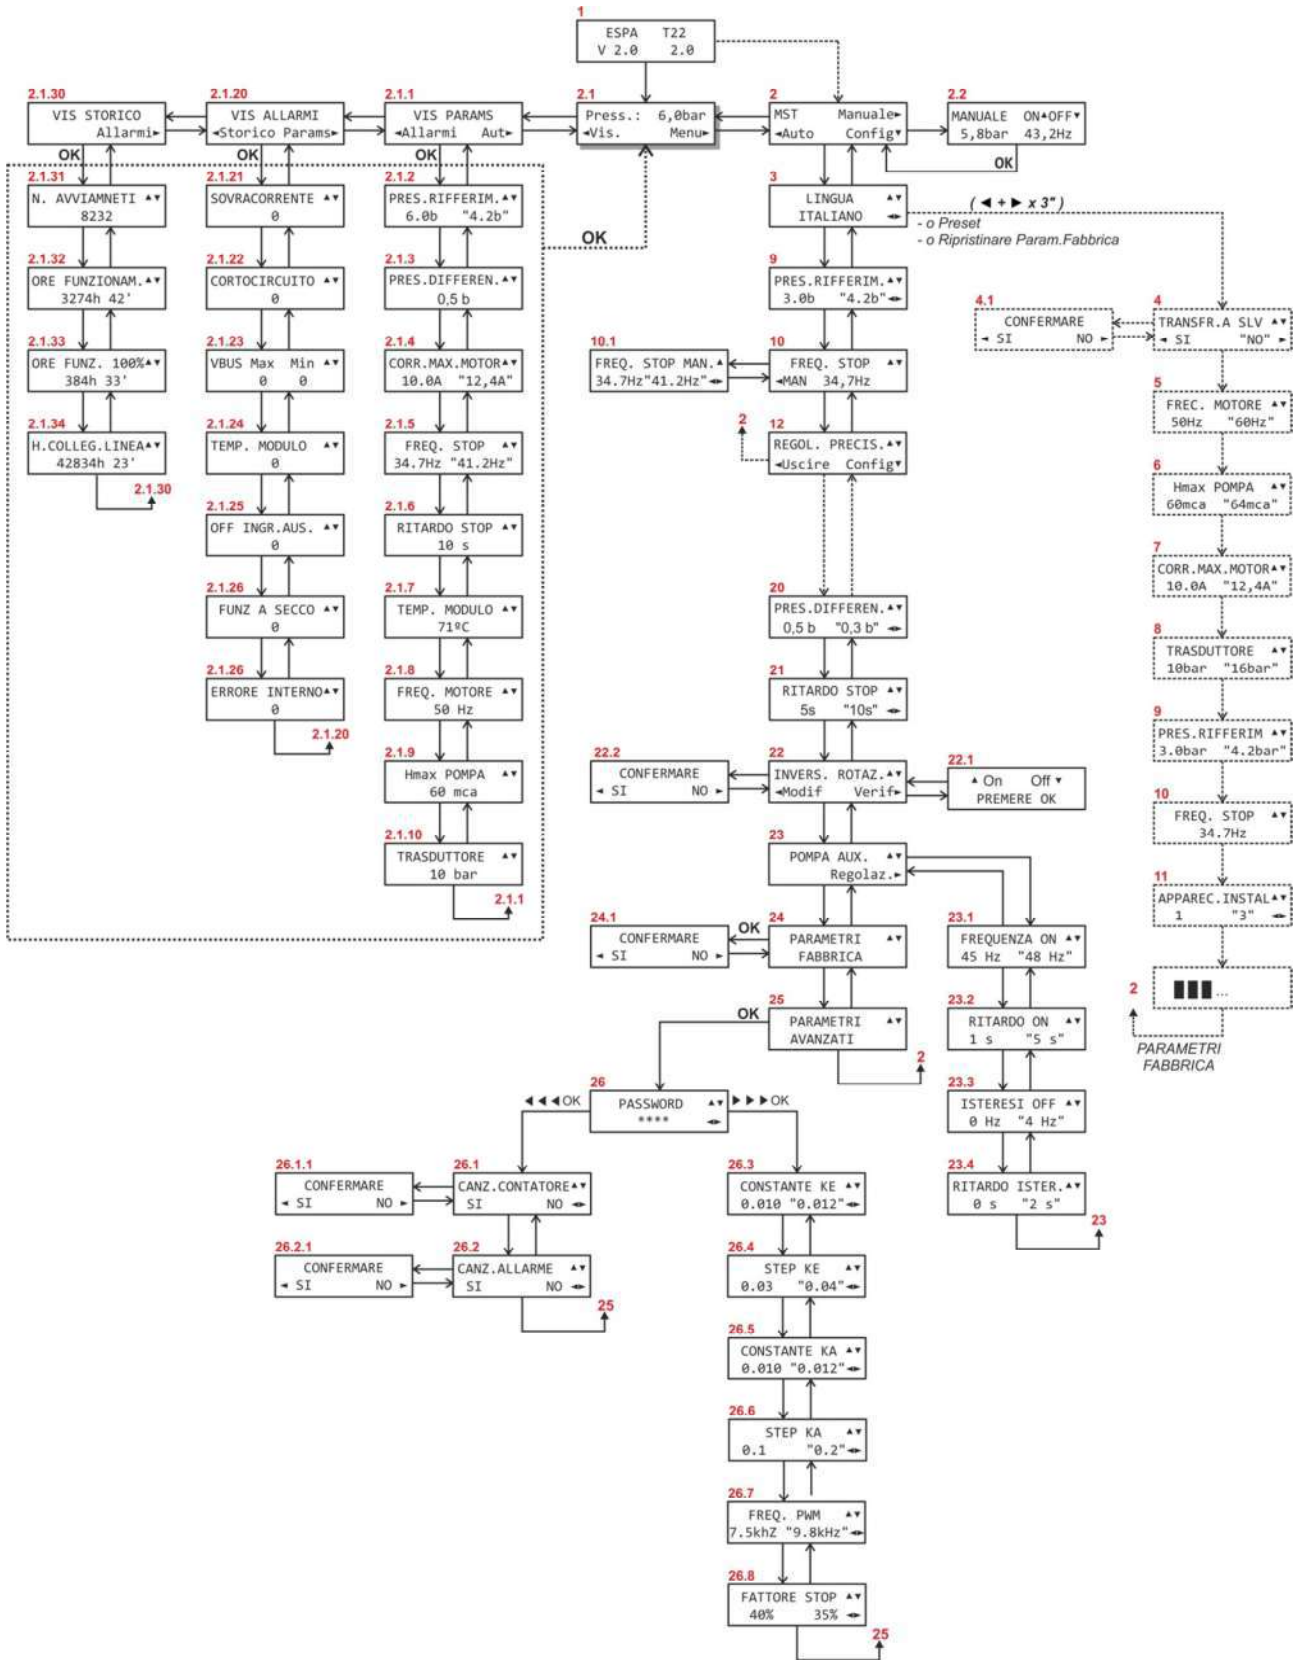 1
ESPA T22
V 2.0 2.0
2.1.30
VIS STORICO
Allarmi►
2.1.20
VIS ALLARMI
◄Storico Params►
2.1.1
VIS PARAMS
◄Allarmi Aut►
2.1
Press.: 6,0bar
◄Vis. Menu►
2
MST Manuale►
◄Auto Config▼
2.2
MANUALE ON▲OFF▼
5,8bar 43,2Hz
OK
OK
OK
OK
OK
2.1.31
N. AVVIAMNETI ▲▼
8232
2.1.32
ORE FUNZIONAM.▲▼
3274h 42'
2.1.33
ORE FUNZ. 100%▲▼
384h 33'
2.1.34
H.COLLEG.LINEA▲▼
42834h 23'
2.1.30
2.1.21
SOVRACORRENTE ▲▼
0
2.1.22
CORTOCIRCUITO ▲▼
0
2.1.23
VBUS Max Min ▲▼
0 0
2.1.24
TEMP. MODULO ▲▼
0
2.1.25
OFF INGR.AUS. ▲▼
0
2.1.26
FUNZ A SECCO ▲▼
0
2.1.26
ERRORE INTERNO▲▼
0
2.1.20
2.1.2
PRES.RIFFERIM.▲▼
6.0b "4.2b"
2.1.3
PRES.DIFFEREN.▲▼
0,5 b
2.1.4
CORR.MAX.MOTOR▲▼
10.0A "12,4A"
2.1.5
FREQ. STOP ▲▼
34.7Hz "41.2Hz"
2.1.6
RITARDO STOP ▲▼
10 s
2.1.7
TEMP. MODULO ▲▼
71ºC
2.1.8
FREQ. MOTORE ▲▼
50 Hz
2.1.9
Hmax POMPA ▲▼
60 mca
2.1.10
TRASDUTTORE ▲▼
10 bar
2.1.1
3
LINGUA ▲▼
ITALIANO ◄►
( ◄ + ► x 3" )
- o Preset
- o Ripristinare Param.Fabbrica
9
PRES.RIFFERIM.▲▼
3.0b "4.2b"◄►
10.1
FREQ. STOP MAN.▲
34.7Hz"41.2Hz"◄►
10
FREQ. STOP ▲▼
◄MAN 34,7Hz
2
12
REGOL. PRECIS.▲▼
◄Uscire Config▼
20
PRES.DIFFEREN.▲▼
0,5 b "0,3 b" ◄►
21
RITARDO STOP ▲▼
5s "10s" ◄►
22.2
CONFERMARE
◄ SI NO ►
22
INVERS. ROTAZ.▲▼
◄Modif Verif►
22.1
▲ On Off ▼
PREMERE OK
23
POMPA AUX. ▲▼
Regolaz.►
24.1
CONFERMARE
◄ SI NO ►
OK
24
PARAMETRI ▲▼
FABBRICA
25
PARAMETRI ▲▼
AVANZATI
OK
2
4.1
CONFERMARE
◄ SI NO ►
4
TRANSFR.A SLV ▲▼
◄ SI "NO" ►
5
FREC. MOTORE ▲▼
50Hz "60Hz"
6
Hmax POMPA ▲▼
60mca "64mca"
7
CORR.MAX.MOTOR▲▼
10.0A "12,4A"
8
TRASDUTTORE ▲▼
10bar "16bar"
9
PRES.RIFFERIM ▲▼
3.0bar "4.2bar"
10
FREQ. STOP ▲▼
34.7Hz
11
APPAREC.INSTAL▲▼
1 "3" ◄►
2
...
PARAMETRI
FABBRICA
23.1
FREQUENZA ON ▲▼
45 Hz "48 Hz"
23.2
RITARDO ON ▲▼
1 s "5 s"
23.3
ISTERESI OFF ▲▼
0 Hz "4 Hz"
23.4
RITARDO ISTER.▲▼
0 s "2 s"
23
26
PASSWORD ▲▼
**** ◄►
◄◄◄OK
►►►OK
26.1.1
CONFERMARE
◄ SI NO ►
26.1
CANZ.CONTATORE▲▼
SI NO ◄►
26.2.1
CONFERMARE
◄ SI NO ►
26.2
CANZ.ALLARME ▲▼
SI NO ◄►
25
26.3
CONSTANTE KE ▲▼
0.010 "0.012"◄►
26.4
STEP KE ▲▼
0.03 "0.04"◄►
26.5
CONSTANTE KA ▲▼
0.010 "0.012"◄►
26.6
STEP KA ▲▼
0.1 "0.2"◄►
26.7
FREQ. PWM ▲▼
7.5khZ "9.8kHz"◄►
26.8
FATTORE STOP ▲▼
40% 35% ◄►
25